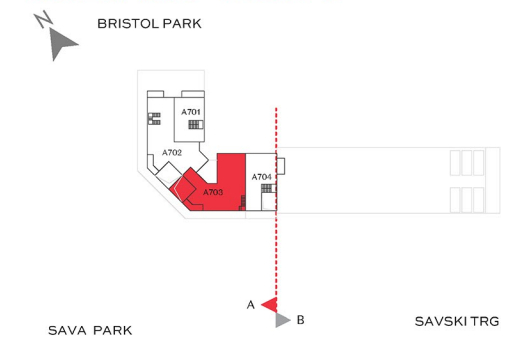 N
BRISTOL PARK
A701
A702
A703
A704
A
B
SAVA PARK
SAVSKI TRG